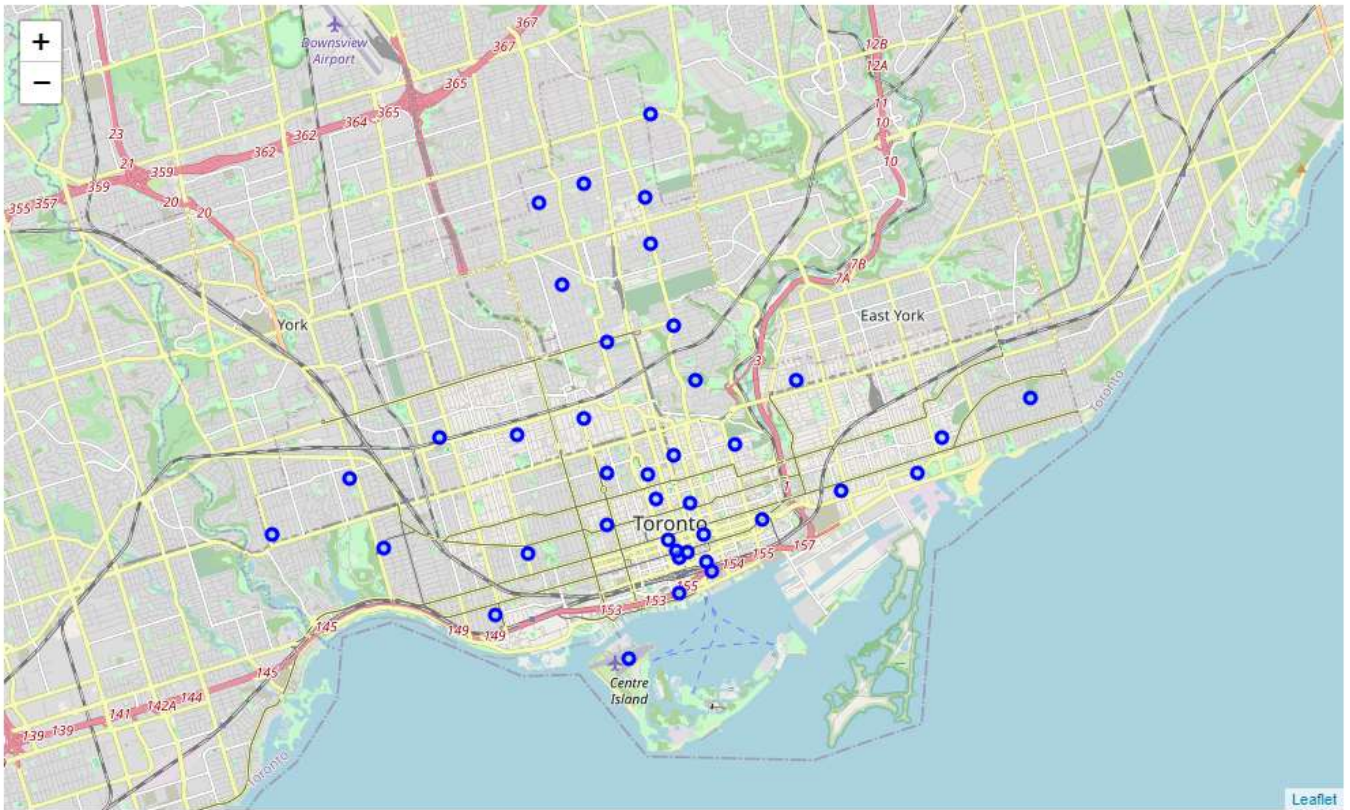 +
−
Downsview
Airport
367
367
365
365
364
362
362
359
359
357
355
23
21
20
20
12B
12A
11
10
10
7B
7A
3
1
York
East York
Toronto
Toronto
157
155
154
155
153
153
149
149
145
145
144
142A
141
139
139
Centre
Island
Toronto
Leaflet